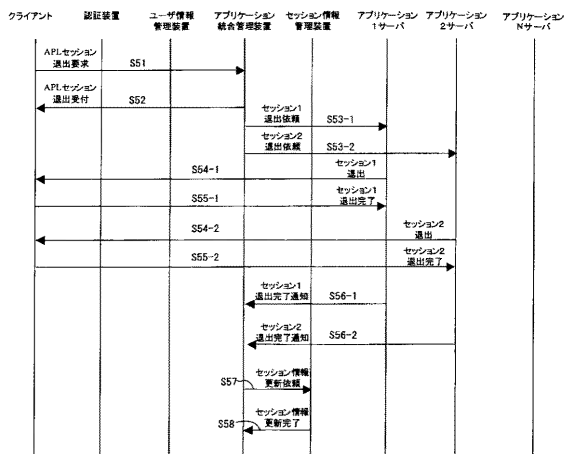 クライアント
認証装置
ユーザ情報
管理装置
アプリケーション
統合管理装置
セッション情報
管理装置
アプリケーション
1サーバ
アプリケーション
2サーバ
アプリケーション
Nサーバ
APLセッション
退出要求
S51
APLセッション
退出受付
S52
セッション1
退出依頼
S53-1
セッション2
退出依頼
S53-2
S54-1
セッション1
退出
S55-1
セッション1
退出完了
S54-2
セッション2
退出
S55-2
セッション2
退出完了
セッション1
退出完了通知
S56-1
セッション2
退出完了通知
S56-2
S57
セッション情報
更新依頼
S58
セッション情報
更新完了